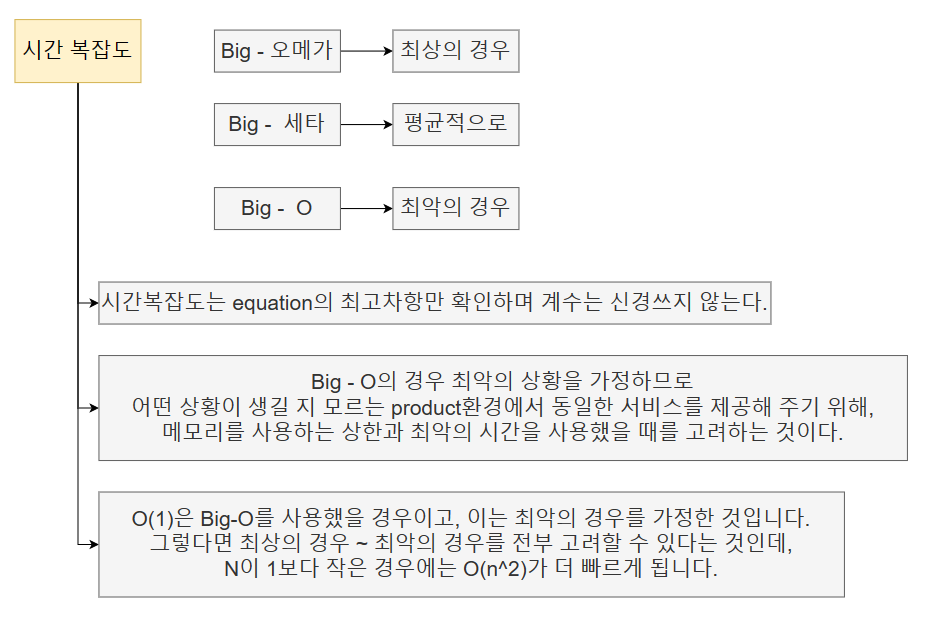 시간 복잡도
Big - 오메가
최상의 경우
Big -  세타
평균적으로
Big -  O
최악의 경우
시간복잡도는 equation의 최고차항만 확인하며 계수는 신경쓰지 않는다.
Big - O의 경우 최악의 상황을 가정하므로
어떤 상황이 생길 지 모르는 product환경에서 동일한 서비스를 제공해 주기 위해,
메모리를 사용하는 상한과 최악의 시간을 사용했을 때를 고려하는 것이다.
O(1)은 Big-O를 사용했을 경우이고, 이는 최악의 경우를 가정한 것입니다.
그렇다면 최상의 경우 ~ 최악의 경우를 전부 고려할 수 있다는 것인데,
N이 1보다 작은 경우에는 O(n^2)가 더 빠르게 됩니다.